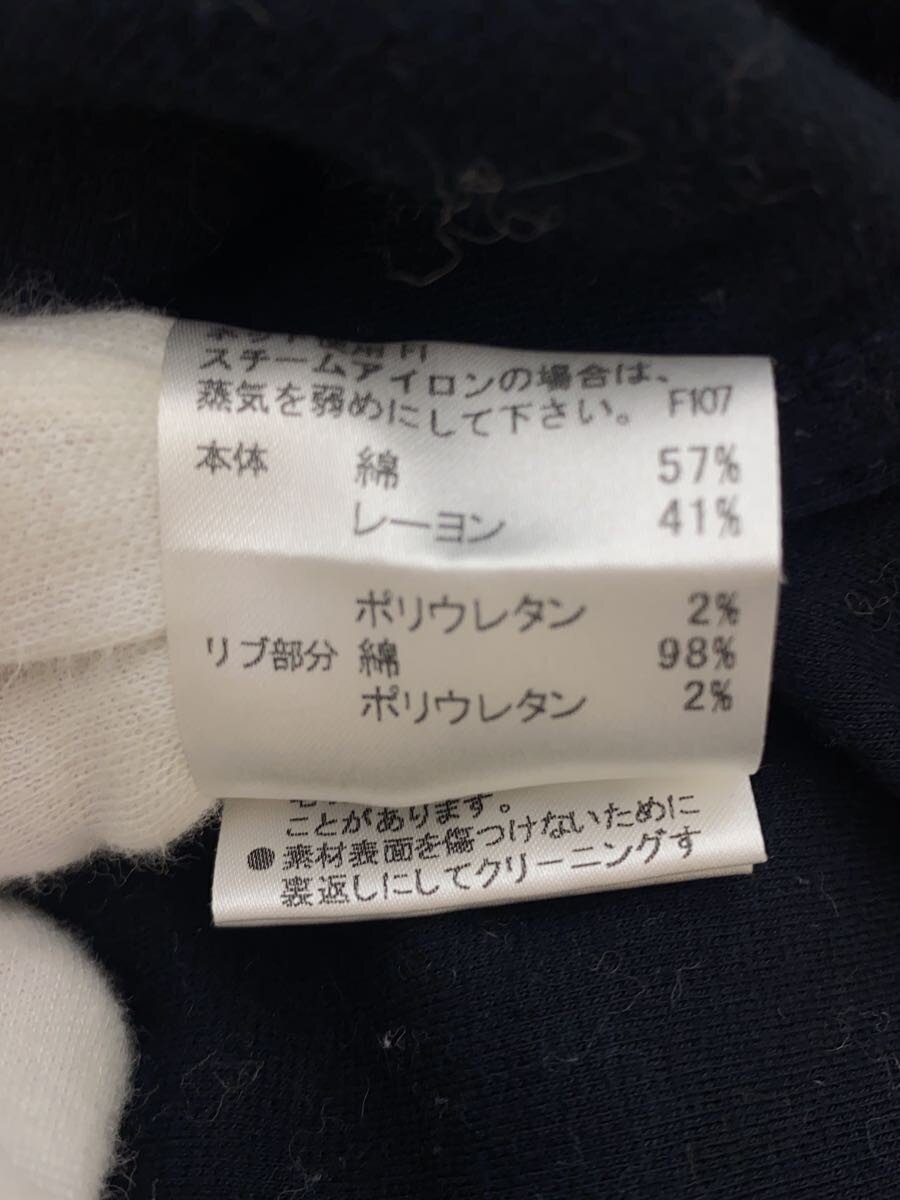 スチームアイロンの場合は、
蒸気を弱めにして下さい。 F107
本体 綿 57%
レーヨン 41%
ポリウレタン 2%
リブ部分 綿 98%
ポリウレタン 2%
ことがあります。
●素材表面を傷つけないために
裏返しにしてクリーニングす